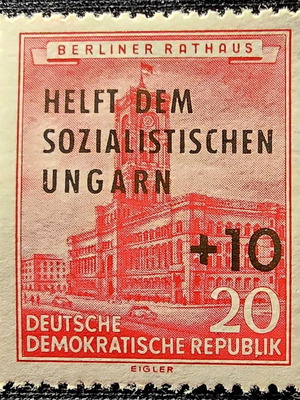 BERLINER RATHAUS
HELFT DEM
SOZIALISTISCHEN
UNGARN
+10
20
DEUTSCHE
DEMOKRATISCHE REPUBLIK
EIGLER